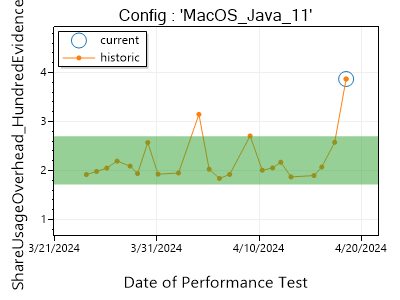 Config : 'MacOS_Java_11'
current
historic
ShareUsageOverhead_HundredEvidence
4
3
2
1
3/21/2024
3/31/2024
4/10/2024
4/20/2024
Date of Performance Test